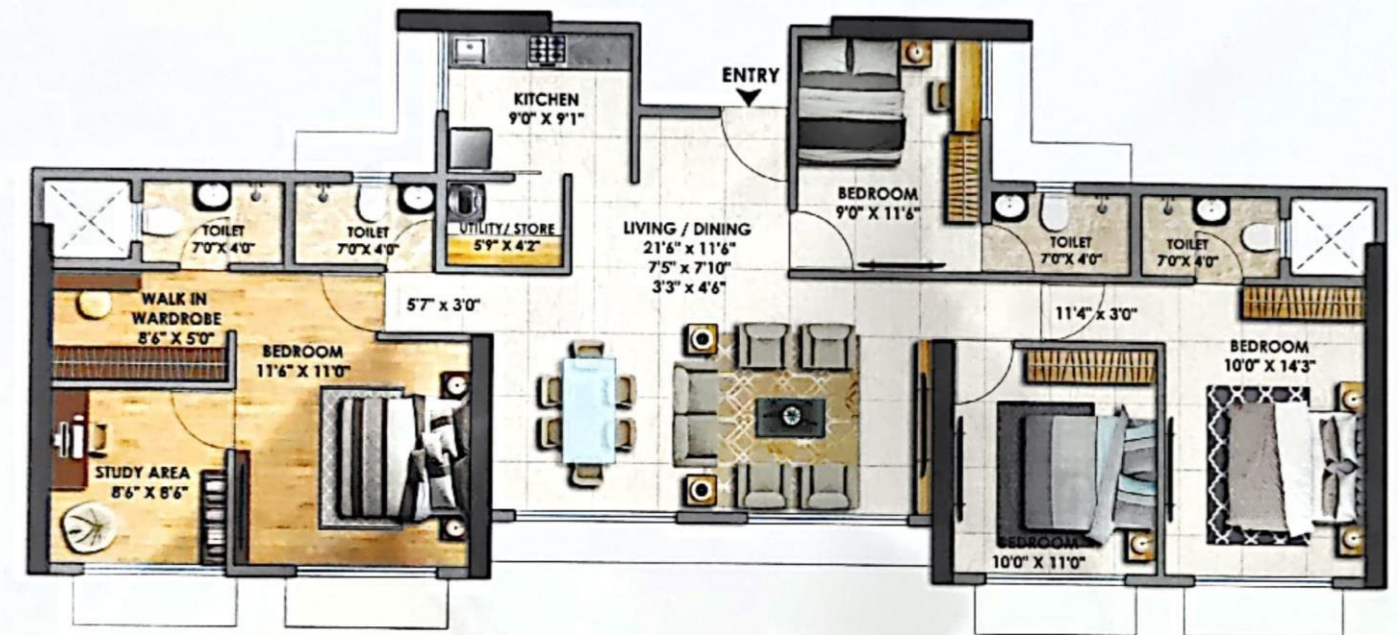 ENTRY
KITCHEN
9'0" X 9'1"
BEDROOM
9'0" X 11'6"
TOILET
7'0"X 4'0"
TOILET
7'0"X 4'0"
UTILITY/ STORE
5'9" X 4'2"
LIVING / DINING
21'6" x 11'6"
7'5" x 7'10"
3'3" x 4'6"
TOILET
7'0"X 4'0"
TOILET
7'0"X 4'0"
WALK IN
WARDROBE
8'6" X 5'0"
5'7" x 3'0"
11'4" x 3'0"
BEDROOM
11'6" X 11'0"
BEDROOM
10'0" X 14'3"
STUDY AREA
8'6" X 8'6"
BEDROOM
10'0" X 11'0"